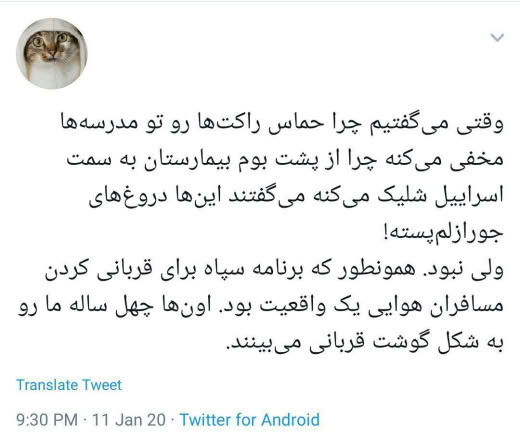 وقتی می‌گفتیم چرا حماس راکت‌ها رو تو مدرسه‌ها
مخفی می‌کنه چرا از پشت بوم بیمارستان به سمت
اسراییل شلیک می‌کنه می‌گفتند این‌ها دروغ‌های
جورازلم‌پسته!
ولی نبود. همونطور که برنامه سپاه برای قربانی کردن
مسافران هوایی یک واقعیت بود. اون‌ها چهل ساله ما رو
به شکل گوشت قربانی می‌بینند.
Translate Tweet
9:30 PM · 11 Jan 20 · Twitter for Android